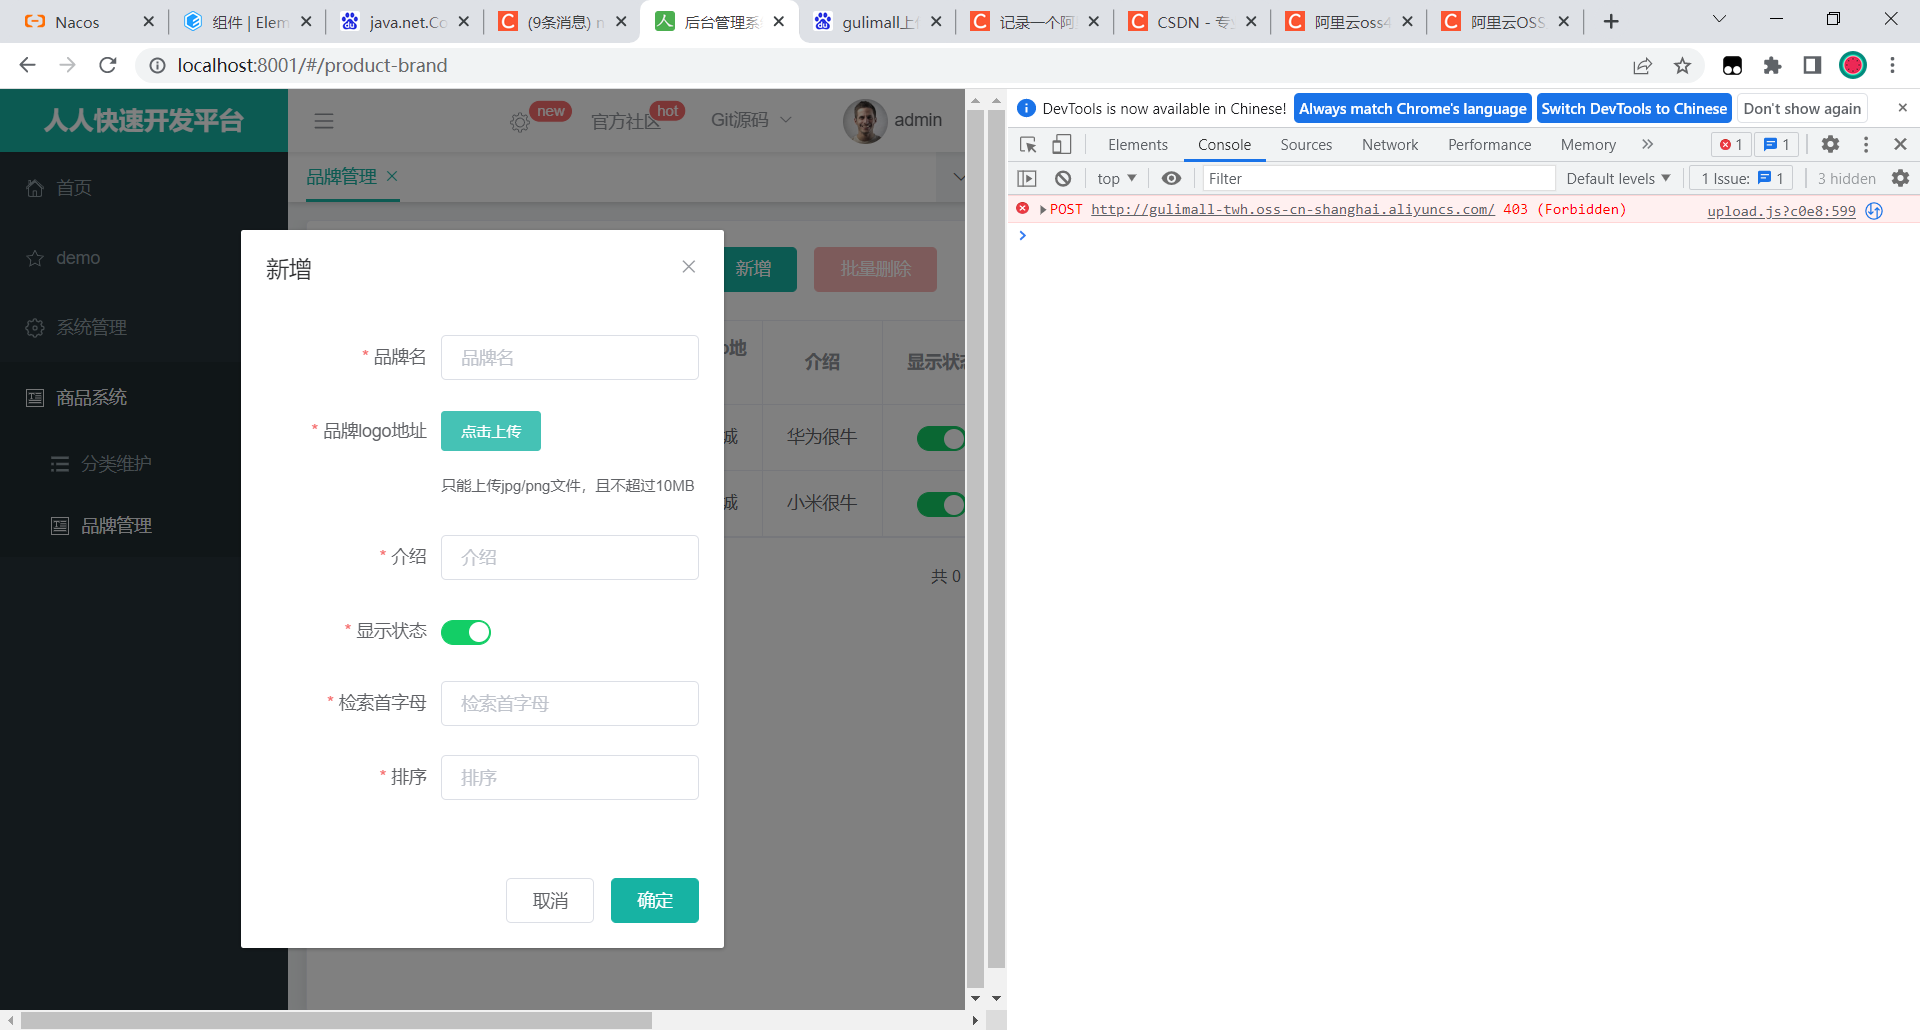 Nacos
组件 | Elem
java.net.Co
(9条消息) n
后台管理系
gulimall上
记录一个阿
CSDN - 专
阿里云oss4
阿里云OSS
localhost:8001/#/product-brand
人人快速开发平台
new
官方社区
hot
Git源码
admin
品牌管理
首页
demo
系统管理
商品系统
分类维护
品牌管理
新增
批量删除
地
介绍
显示状态
城
华为很牛
城
小米很牛
共 0
新增
* 品牌名
品牌名
* 品牌logo地址
点击上传
只能上传jpg/png文件，且不超过10MB
* 介绍
介绍
* 显示状态
* 检索首字母
检索首字母
* 排序
排序
取消
确定
DevTools is now available in Chinese!
Always match Chrome's language
Switch DevTools to Chinese
Don't show again
Elements
Console
Sources
Network
Performance
Memory
1
1
top
Filter
Default levels
1 Issue: 1
3 hidden
POST http://gulimall-twh.oss-cn-shanghai.aliyuncs.com/ 403 (Forbidden)
upload.js?c0e8:599